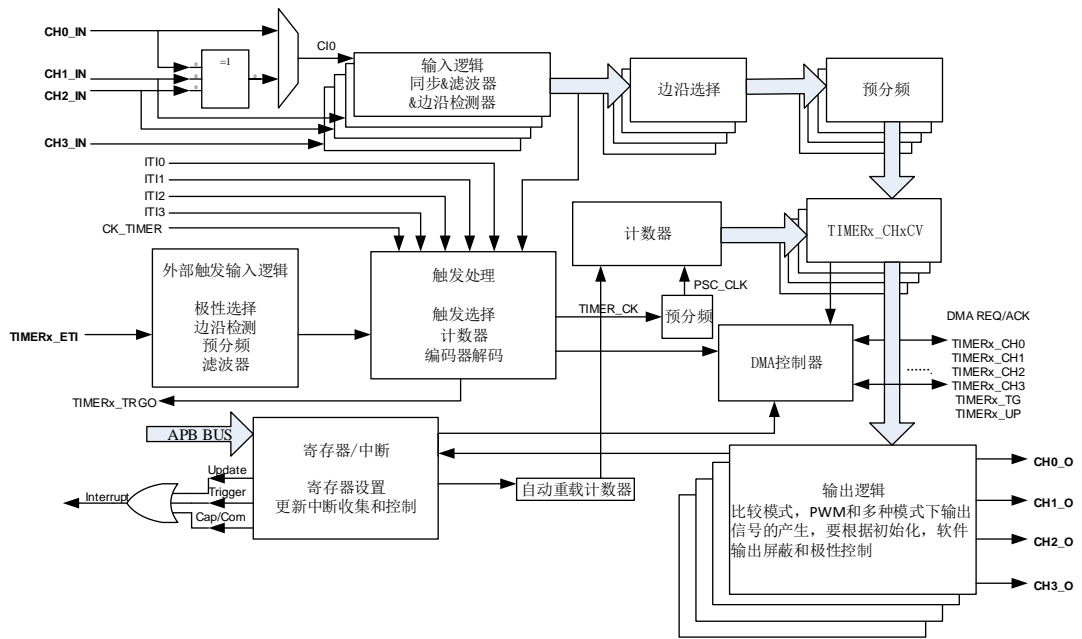 CH0_IN
=1
CH1_IN
CH2_IN
CH3_IN
CI0
输入逻辑
同步&滤波器
&边沿检测器
边沿选择
预分频
ITI0
ITI1
ITI2
ITI3
CK_TIMER
计数器
TIMERx_CHxCV
外部触发输入逻辑
极性选择
边沿检测
预分频
滤波器
TIMERx_ETI
触发处理
触发选择
计数器
编码器解码
TIMER_CK
PSC_CLK
预分频
DMA控制器
DMA REQ/ACK
TIMERx_CH0
TIMERx_CH1
........
TIMERx_CH2
TIMERx_CH3
TIMERx_TG
TIMERx_UP
TIMERx_TRGO
APB BUS
寄存器/中断
寄存器设置
更新中断收集和控制
Update
Trigger
Cap/Com
Interrupt
自动重载计数器
输出逻辑
比较模式，PWM和多种模式下输出
信号的产生，要根据初始化，软件
输出屏蔽和极性控制
CH0_O
CH1_O
CH2_O
CH3_O